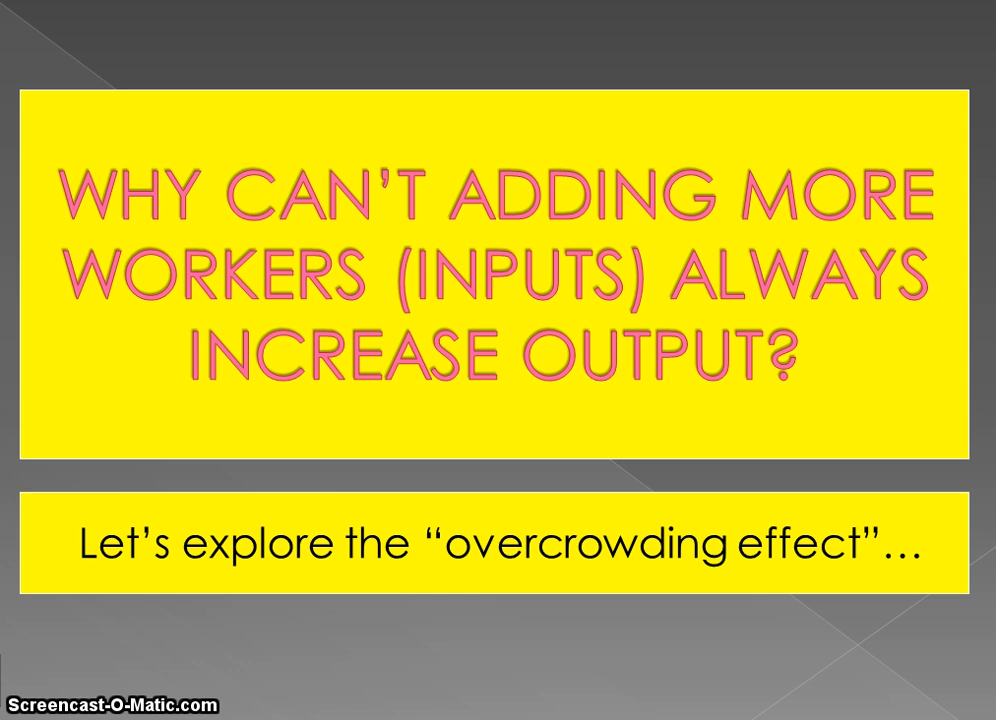 WHY CAN’T ADDING MORE
WORKERS (INPUTS) ALWAYS
INCREASE OUTPUT?
Let’s explore the “overcrowding effect”…
Screencast-O-Matic.com